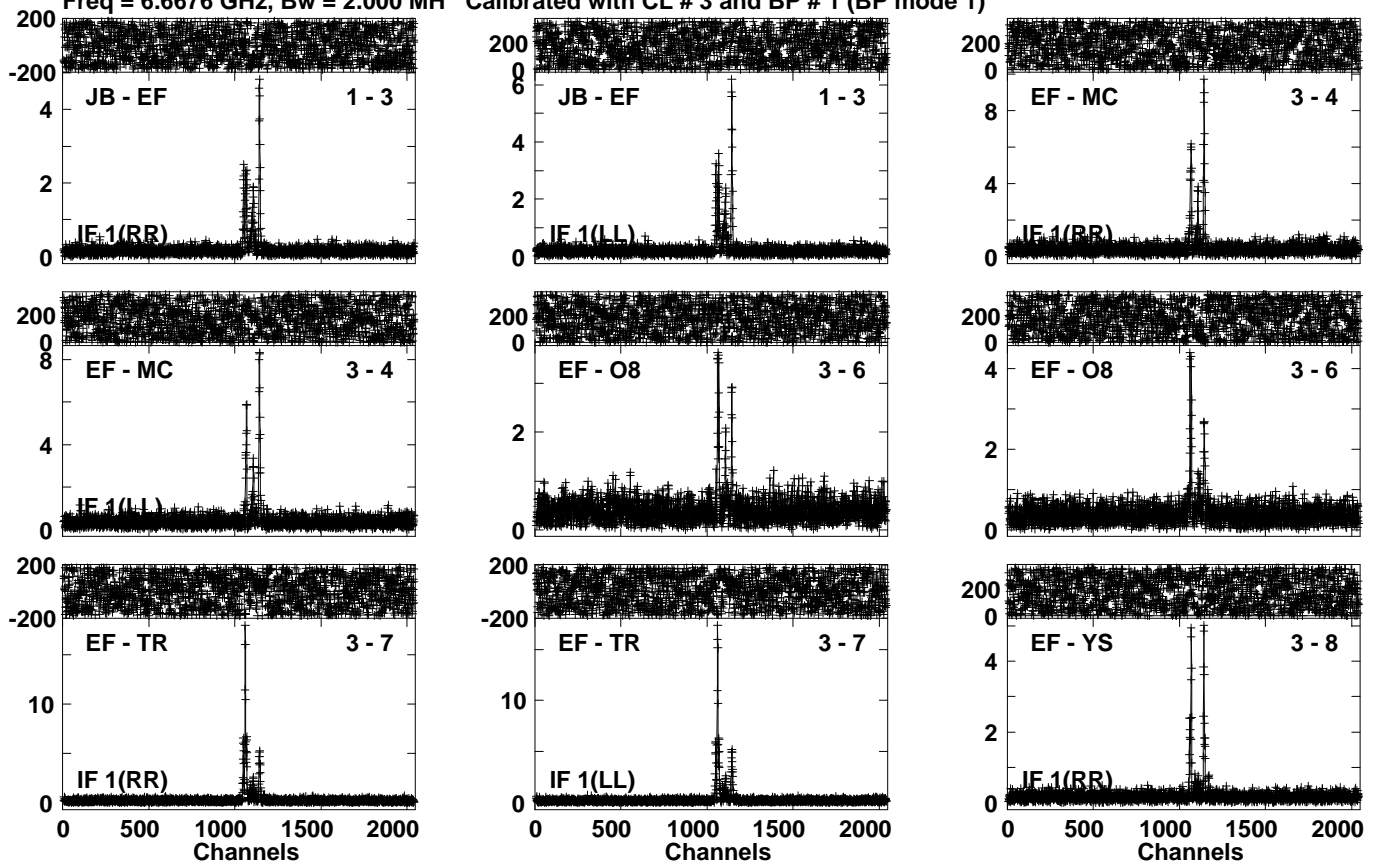 Freq = 6.6676 GHz, Bw = 2.000 MH Calibrated with CL # 3 and BP # 1 (BP mode 1)
200
-200
JB - EF 1 - 3
4
2
0
IF 1(RR)
200
0
JB - EF 1 - 3
6
4
2
0
IF 1(LL)
200
0
EF - MC 3 - 4
8
4
0
IF 1(RR)
200
0
EF - MC 3 - 4
8
4
0
IF 1(LL)
200
0
EF - O8 3 - 6
2
0
200
0
EF - O8 3 - 6
4
2
0
200
-200
EF - TR 3 - 7
10
0
IF 1(RR)
0 500 1000 1500 2000
Channels
200
-200
EF - TR 3 - 7
10
0
IF 1(LL)
0 500 1000 1500 2000
Channels
200
0
EF - YS 3 - 8
4
2
0
IF 1(RR)
0 500 1000 1500 2000
Channels